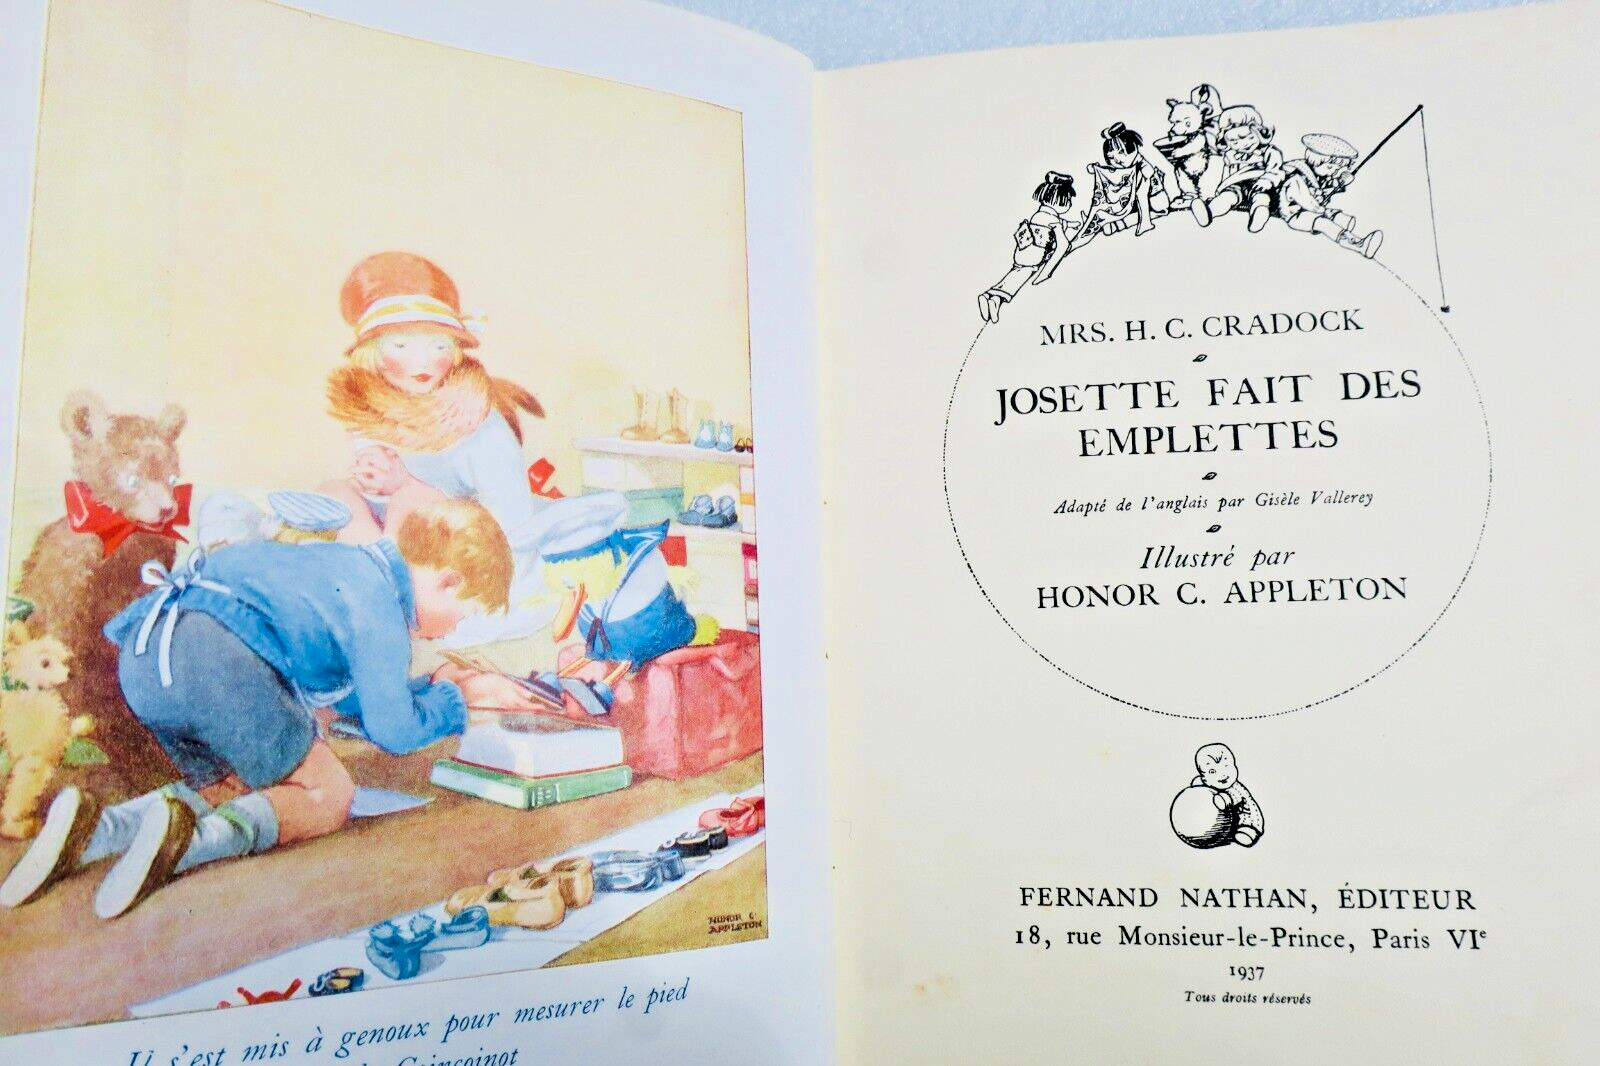 HONOR C.
APPLETON
Il s'est mis à genoux pour mesurer le pied
de Coincoinot
MRS. H. C. CRADOCK
JOSETTE FAIT DES
EMPLETTES
Adapté de l'anglais par Gisèle Vallerey
Illustré par
HONOR C. APPLETON
FERNAND NATHAN, ÉDITEUR
18, rue Monsieur-le-Prince, Paris VIe
1937
Tous droits réservés